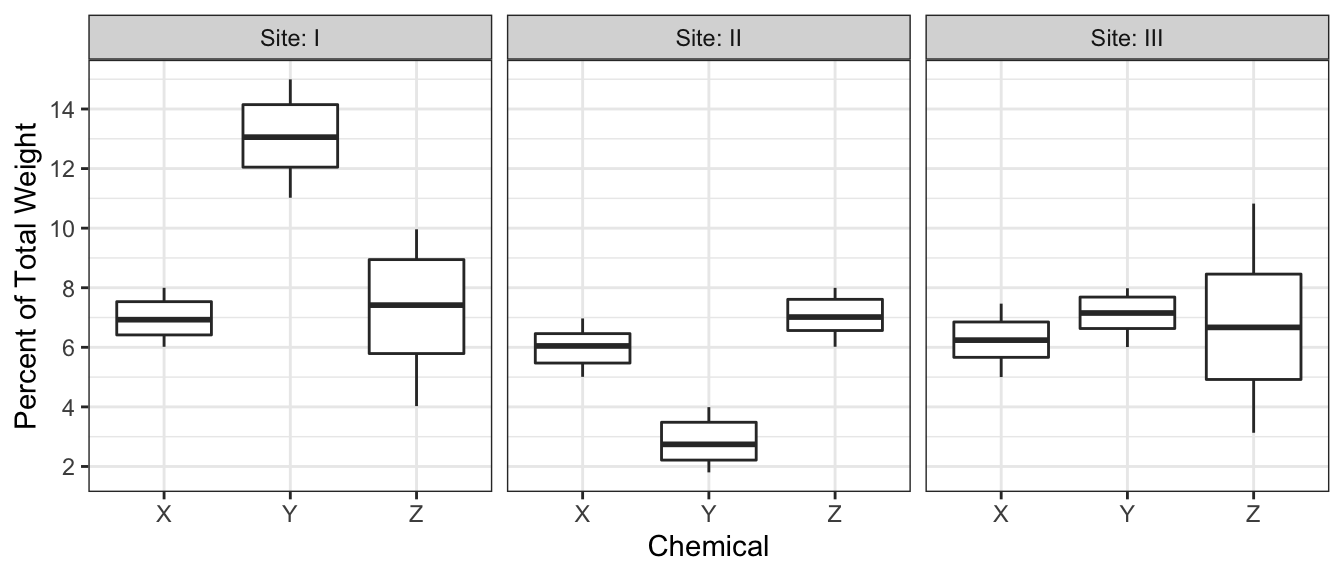 Site: I
Site: II
Site: III
Percent of Total Weight
14
12
10
8
6
4
2
X Y Z
X Y Z
X Y Z
Chemical